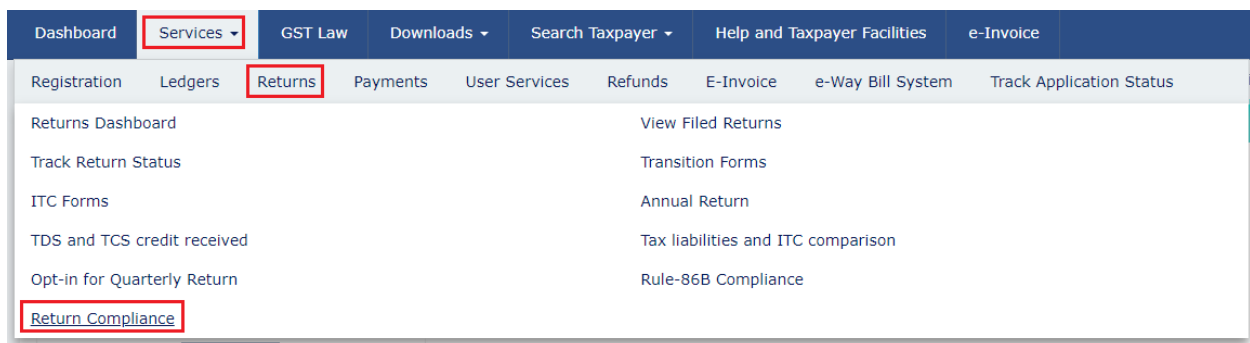 Dashboard Services GST Law Downloads Search Taxpayer Help and Taxpayer Facilities e-Invoice
Registration Ledgers Returns Payments User Services Refunds E-Invoice e-Way Bill System Track Application Status
Returns Dashboard View Filed Returns
Track Return Status Transition Forms
ITC Forms Annual Return
TDS and TCS credit received Tax liabilities and ITC comparison
Opt-in for Quarterly Return Rule-86B Compliance
Return Compliance